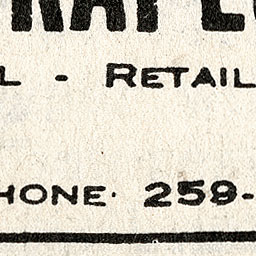 L - RETAIL
HONE· 259-